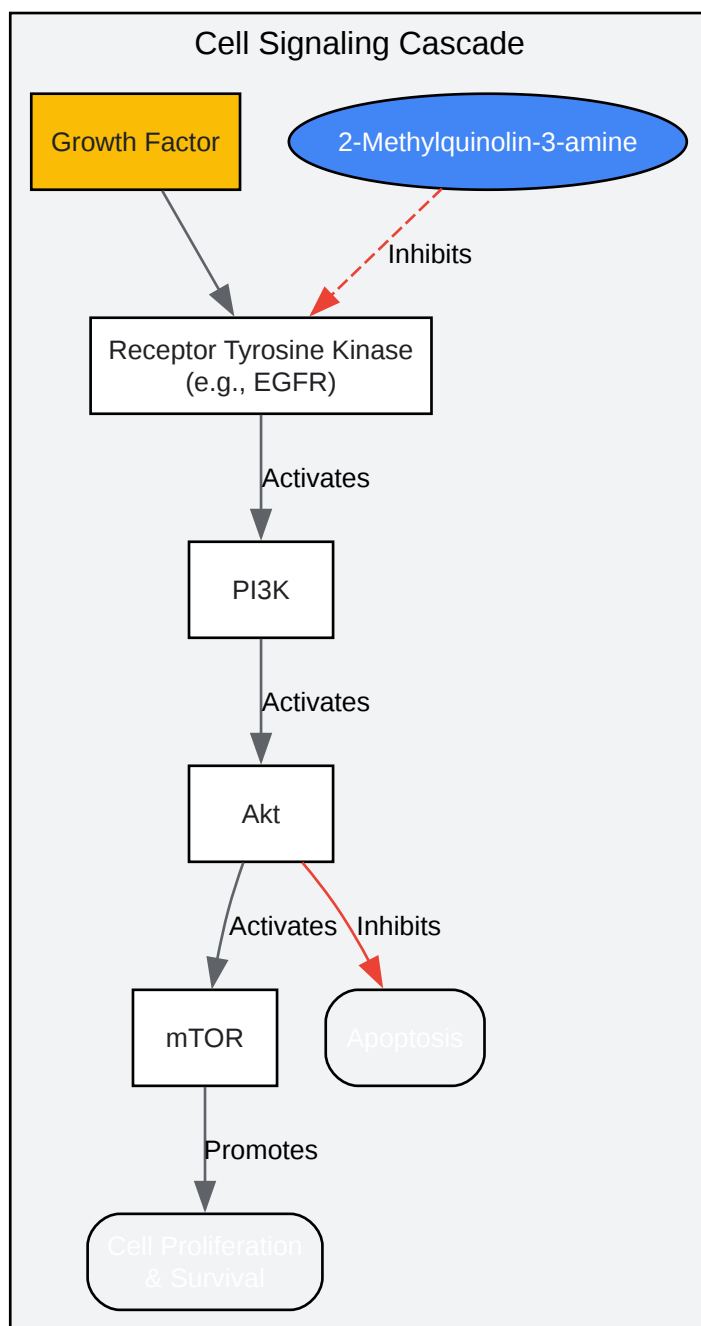 Cell Signaling Cascade
Growth Factor
2-Methylquinolin-3-amine
Inhibits
Receptor Tyrosine Kinase
(e.g., EGFR)
Activates
PI3K
Activates
Akt
Activates
Inhibits
mTOR
Apoptosis
Promotes
Cell Proliferation
& Survival